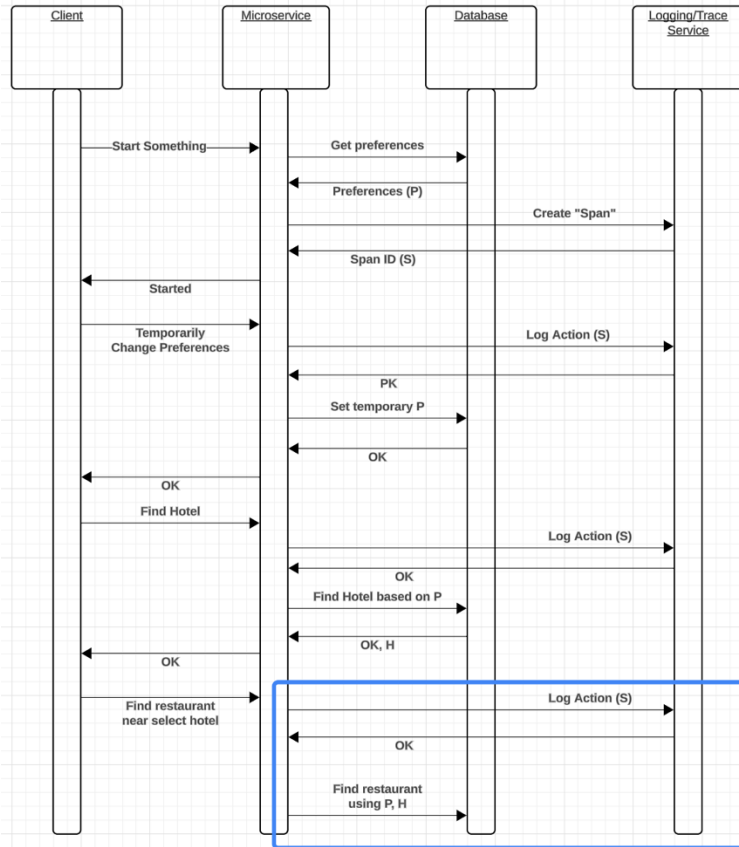 Client
Microservice
Database
Logging/Trace
Service
Start Something
Get preferences
Preferences (P)
Create "Span"
Span ID (S)
Started
Temporarily
Change Preferences
Log Action (S)
PK
Set temporary P
OK
OK
Find Hotel
Log Action (S)
OK
Find Hotel based on P
OK, H
OK
Find restaurant
near select hotel
Log Action (S)
OK
Find restaurant
using P, H